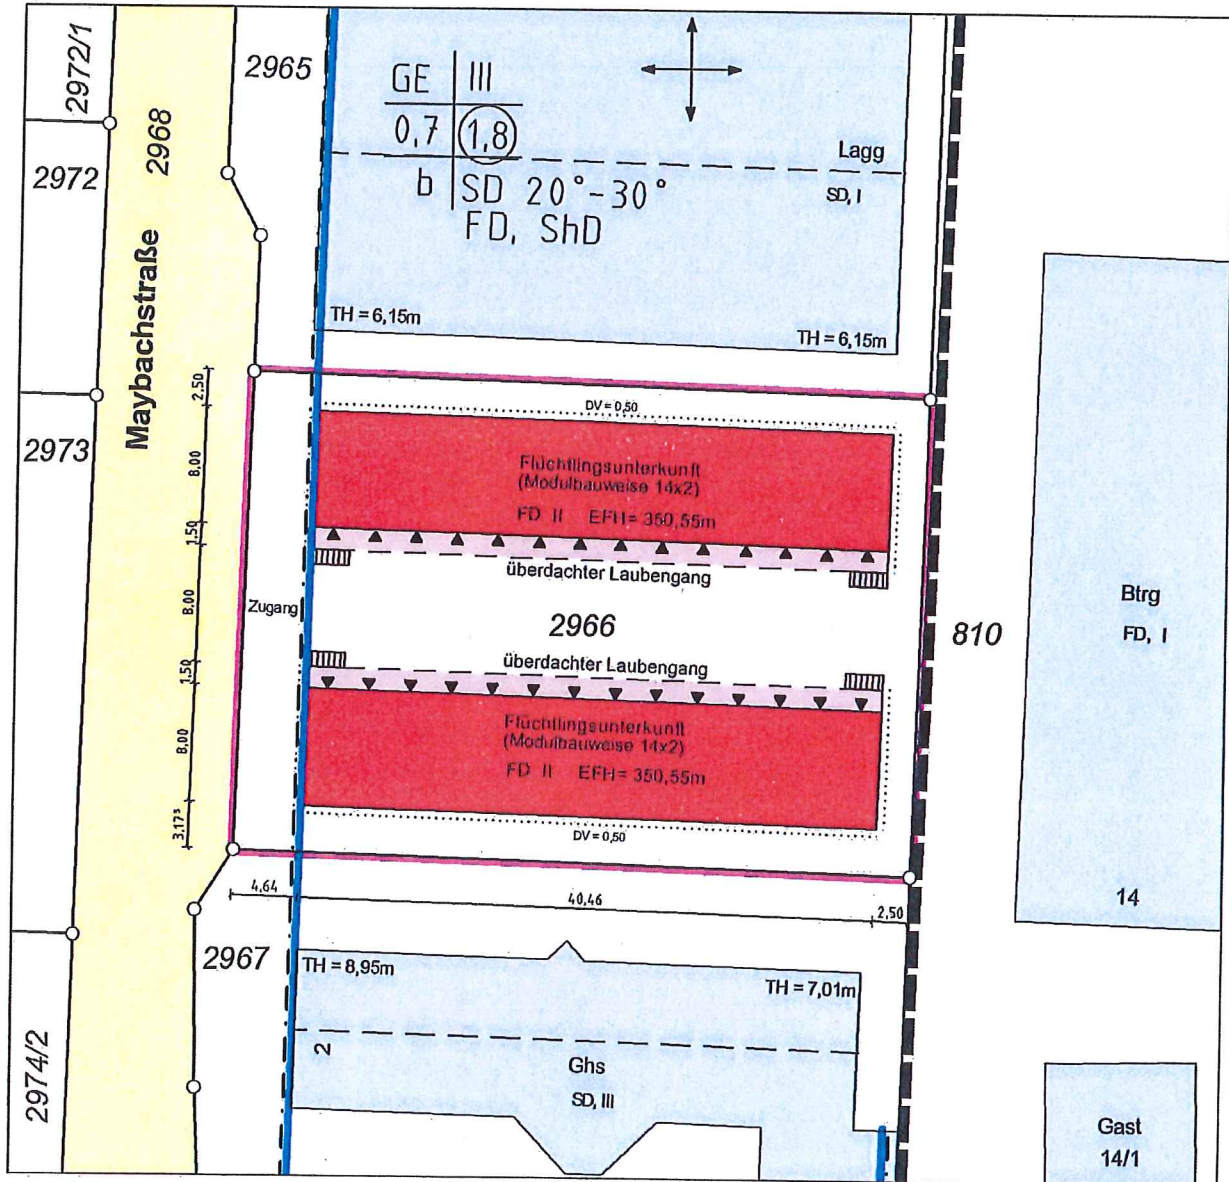 2972/1
2965
2968
2972
GE III
0,7 1,8
b SD 20°-30°
FD, ShD
Lagg
SD, I
Maybachstraße
TH = 6,15m
TH = 6,15m
2973
2.50
8.00
1.50
8.00
1.50
8.00
3.17⁵
DV = 0,50
Flüchtlingsunterkunft
(Modulbauweise 14x2)
FD II EFH= 350,55m
überdachter Laubengang
Zugang
2966
810
Btrg
FD, I
14
überdachter Laubengang
Flüchtlingsunterkunft
(Modulbauweise 14x2)
FD II EFH= 350,55m
DV = 0,50
4,64
40,46
2,50
2967
TH = 8,95m
TH = 7,01m
2
Ghs
SD, III
2974/2
Gast
14/1